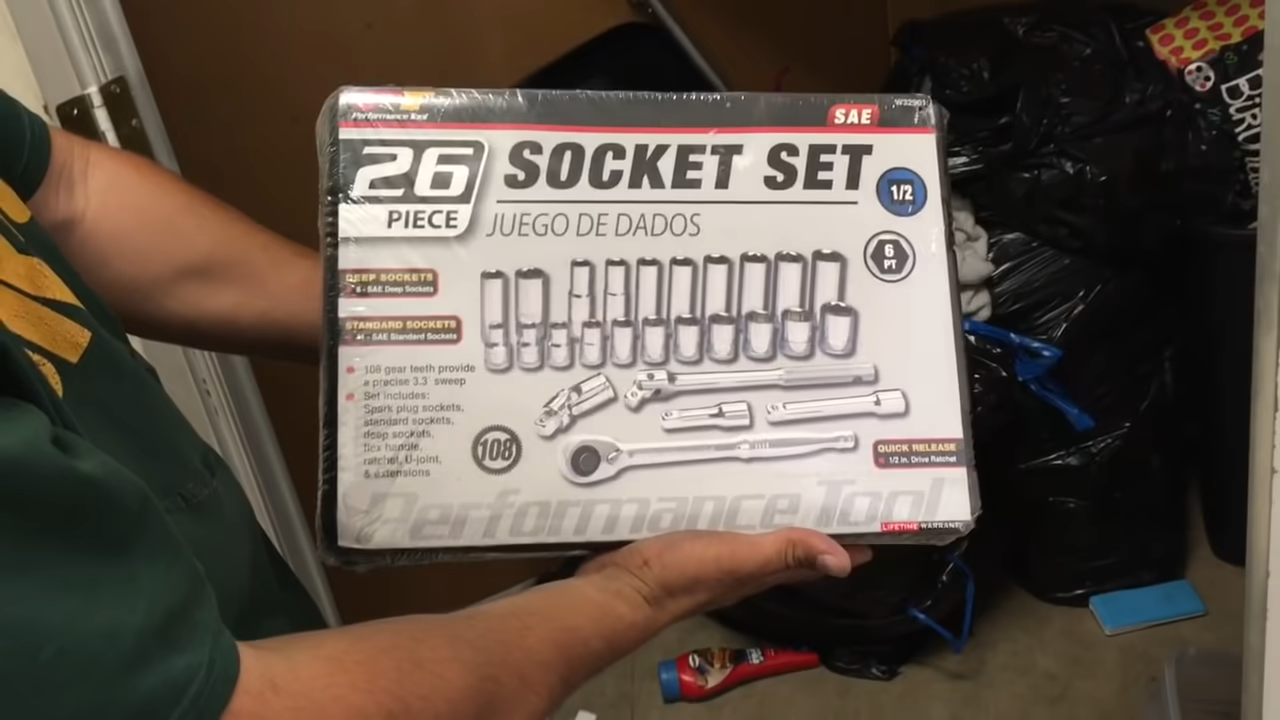 Performance Tool
SAE
W32901
26
PIECE
SOCKET SET
JUEGO DE DADOS
1/2
6
PT
DEEP SOCKETS
SAE Deep Sockets
STANDARD SOCKETS
SAE Standard Sockets
108 gear teeth provide
a precise 3.3° sweep
Set includes:
Spark plug sockets,
standard sockets,
deep sockets,
flex handle,
ratchet, U-joint,
& extensions
108
QUICK RELEASE
1/2 in. Drive Ratchet
Performance Tool
LIFETIME WARRANTY